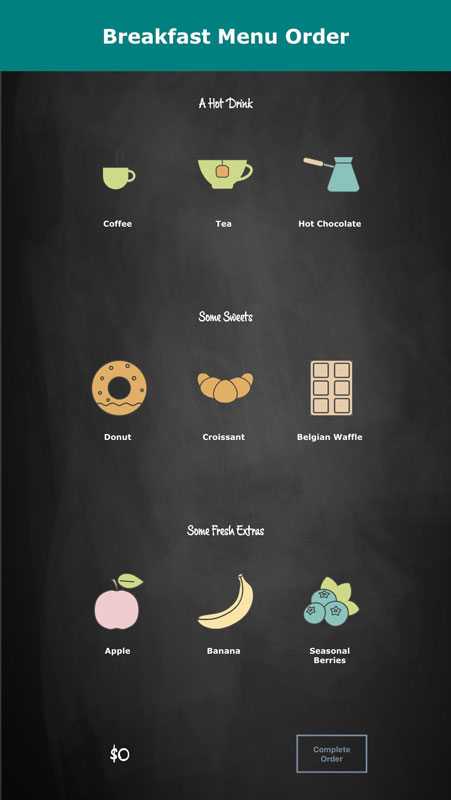 Breakfast Menu Order
A Hot Drink
Coffee
Tea
Hot Chocolate
Some Sweets
Donut
Croissant
Belgian Waffle
Some Fresh Extras
Apple
Banana
Seasonal
Berries
$0
Complete
Order